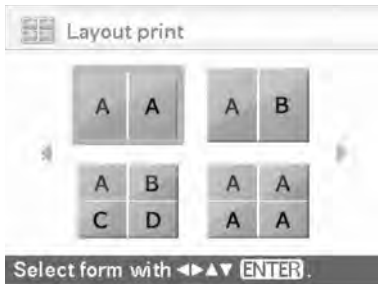 Layout print
A A A B
A B A A
C D A A
Select form with ◄►▲▼ ENTER.